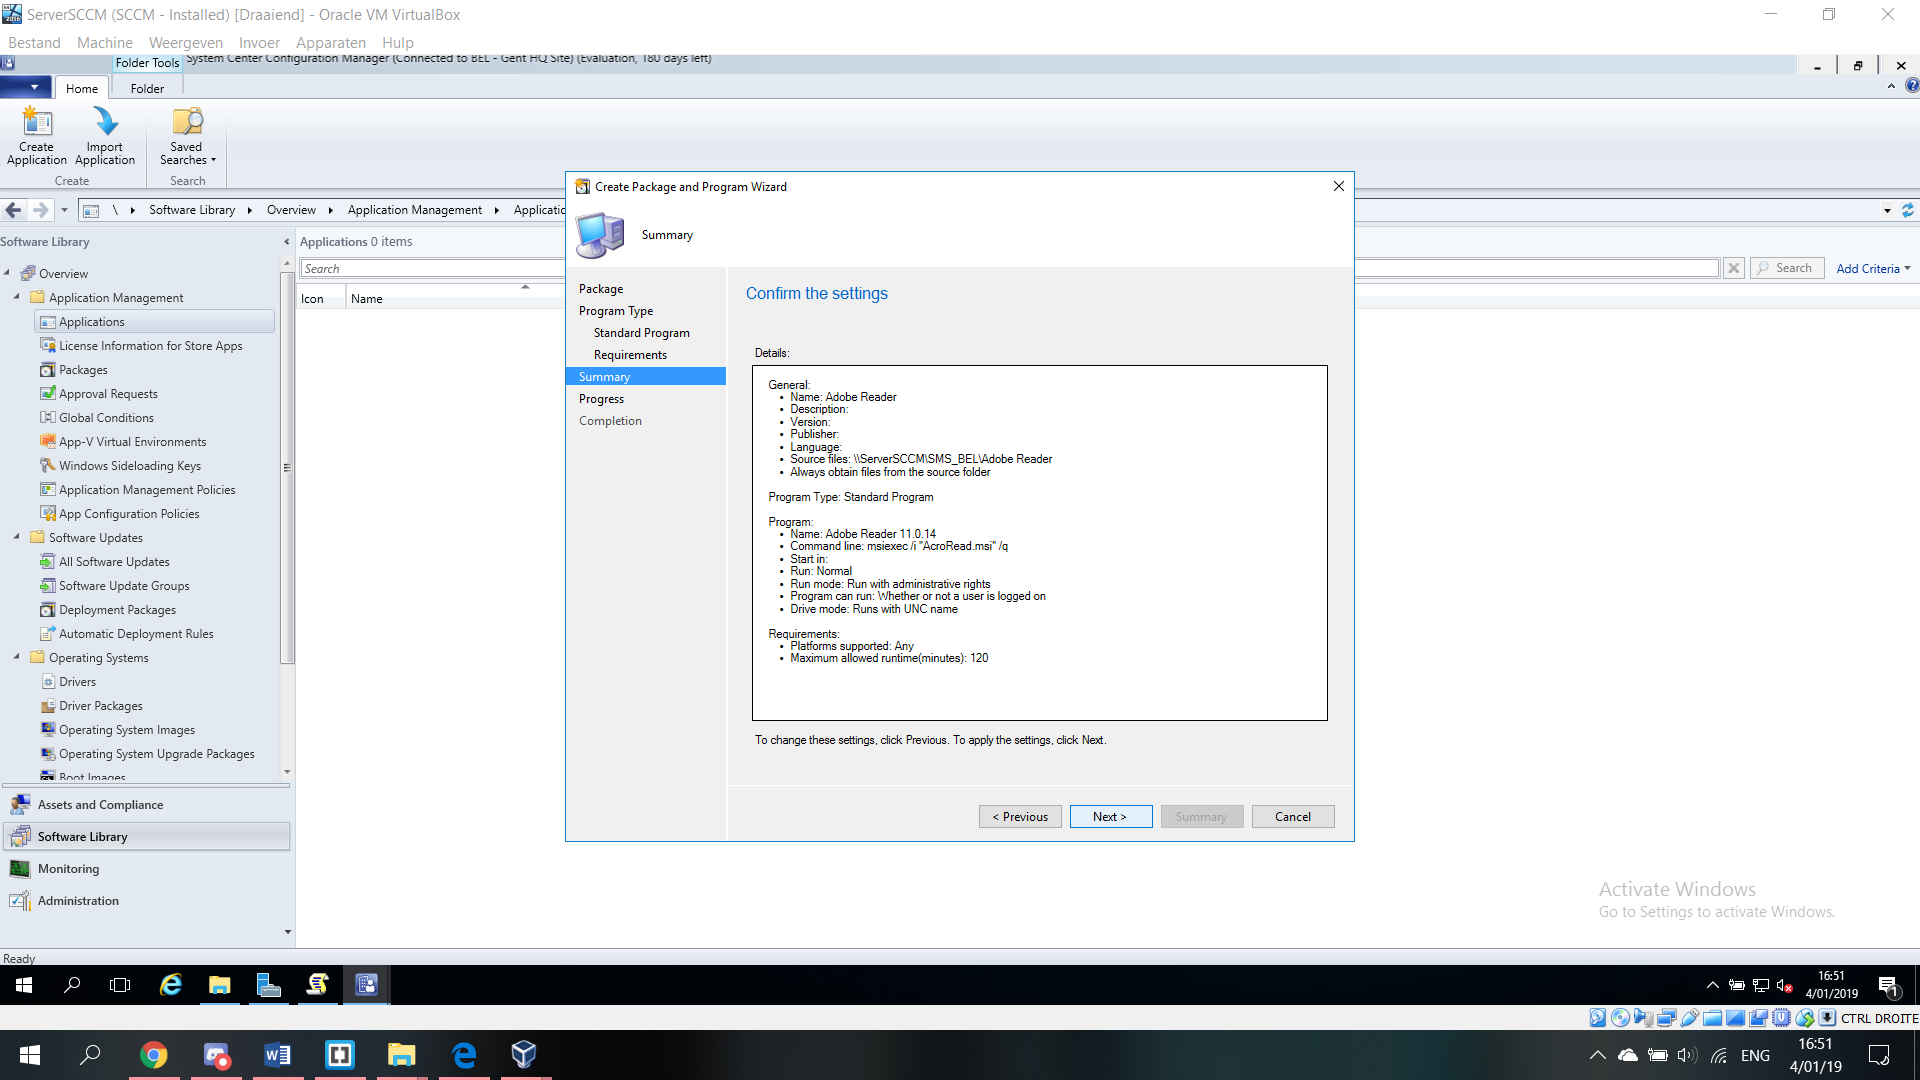 ServerSCCM (SCCM - Installed) [Draaiend] - Oracle VM VirtualBox
Bestand Machine Weergeven Invoer Apparaten Hulp
Folder Tools System Center Configuration Manager (Connected to BEL - Gent HQ Site) (Evaluation, 180 days left)
Home Folder
Create Application
Import Application
Saved Searches
Create
Search
\ Software Library Overview Application Management Applicatio
Software Library
Applications 0 items
Search
Search
Add Criteria
Icon Name
Overview
Application Management
Applications
License Information for Store Apps
Packages
Approval Requests
Global Conditions
App-V Virtual Environments
Windows Sideloading Keys
Application Management Policies
App Configuration Policies
Software Updates
All Software Updates
Software Update Groups
Deployment Packages
Automatic Deployment Rules
Operating Systems
Drivers
Driver Packages
Operating System Images
Operating System Upgrade Packages
Boot Images
Assets and Compliance
Software Library
Monitoring
Administration
Ready
Create Package and Program Wizard
Summary
Package
Program Type
Standard Program
Requirements
Summary
Progress
Completion
Confirm the settings
Details:
General:
• Name: Adobe Reader
• Description:
• Version:
• Publisher:
• Language:
• Source files: \\ServerSCCM\SMS_BEL\Adobe Reader
• Always obtain files from the source folder
Program Type: Standard Program
Program:
• Name: Adobe Reader 11.0.14
• Command line: msiexec /i "AcroRead.msi" /q
• Start in:
• Run: Normal
• Run mode: Run with administrative rights
• Program can run: Whether or not a user is logged on
• Drive mode: Runs with UNC name
Requirements:
• Platforms supported: Any
• Maximum allowed runtime(minutes): 120
To change these settings, click Previous. To apply the settings, click Next.
< Previous Next > Summary Cancel
Activate Windows
Go to Settings to activate Windows.
16:51
4/01/2019
1
CTRL DROITE
ENG
16:51
4/01/19